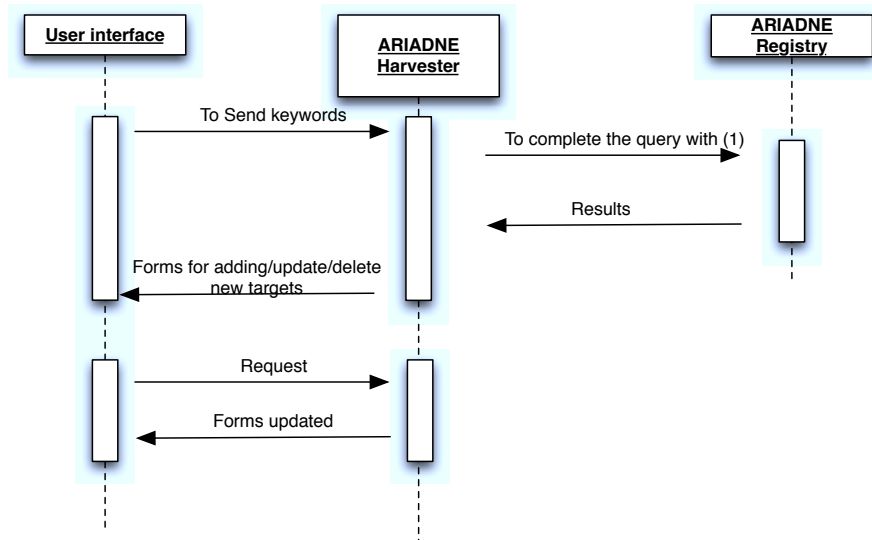 User interface
ARIADNE
Harvester
ARIADNE
Registry
To Send keywords
To complete the query with (1)
Results
Forms for adding/update/delete
new targets
Request
Forms updated